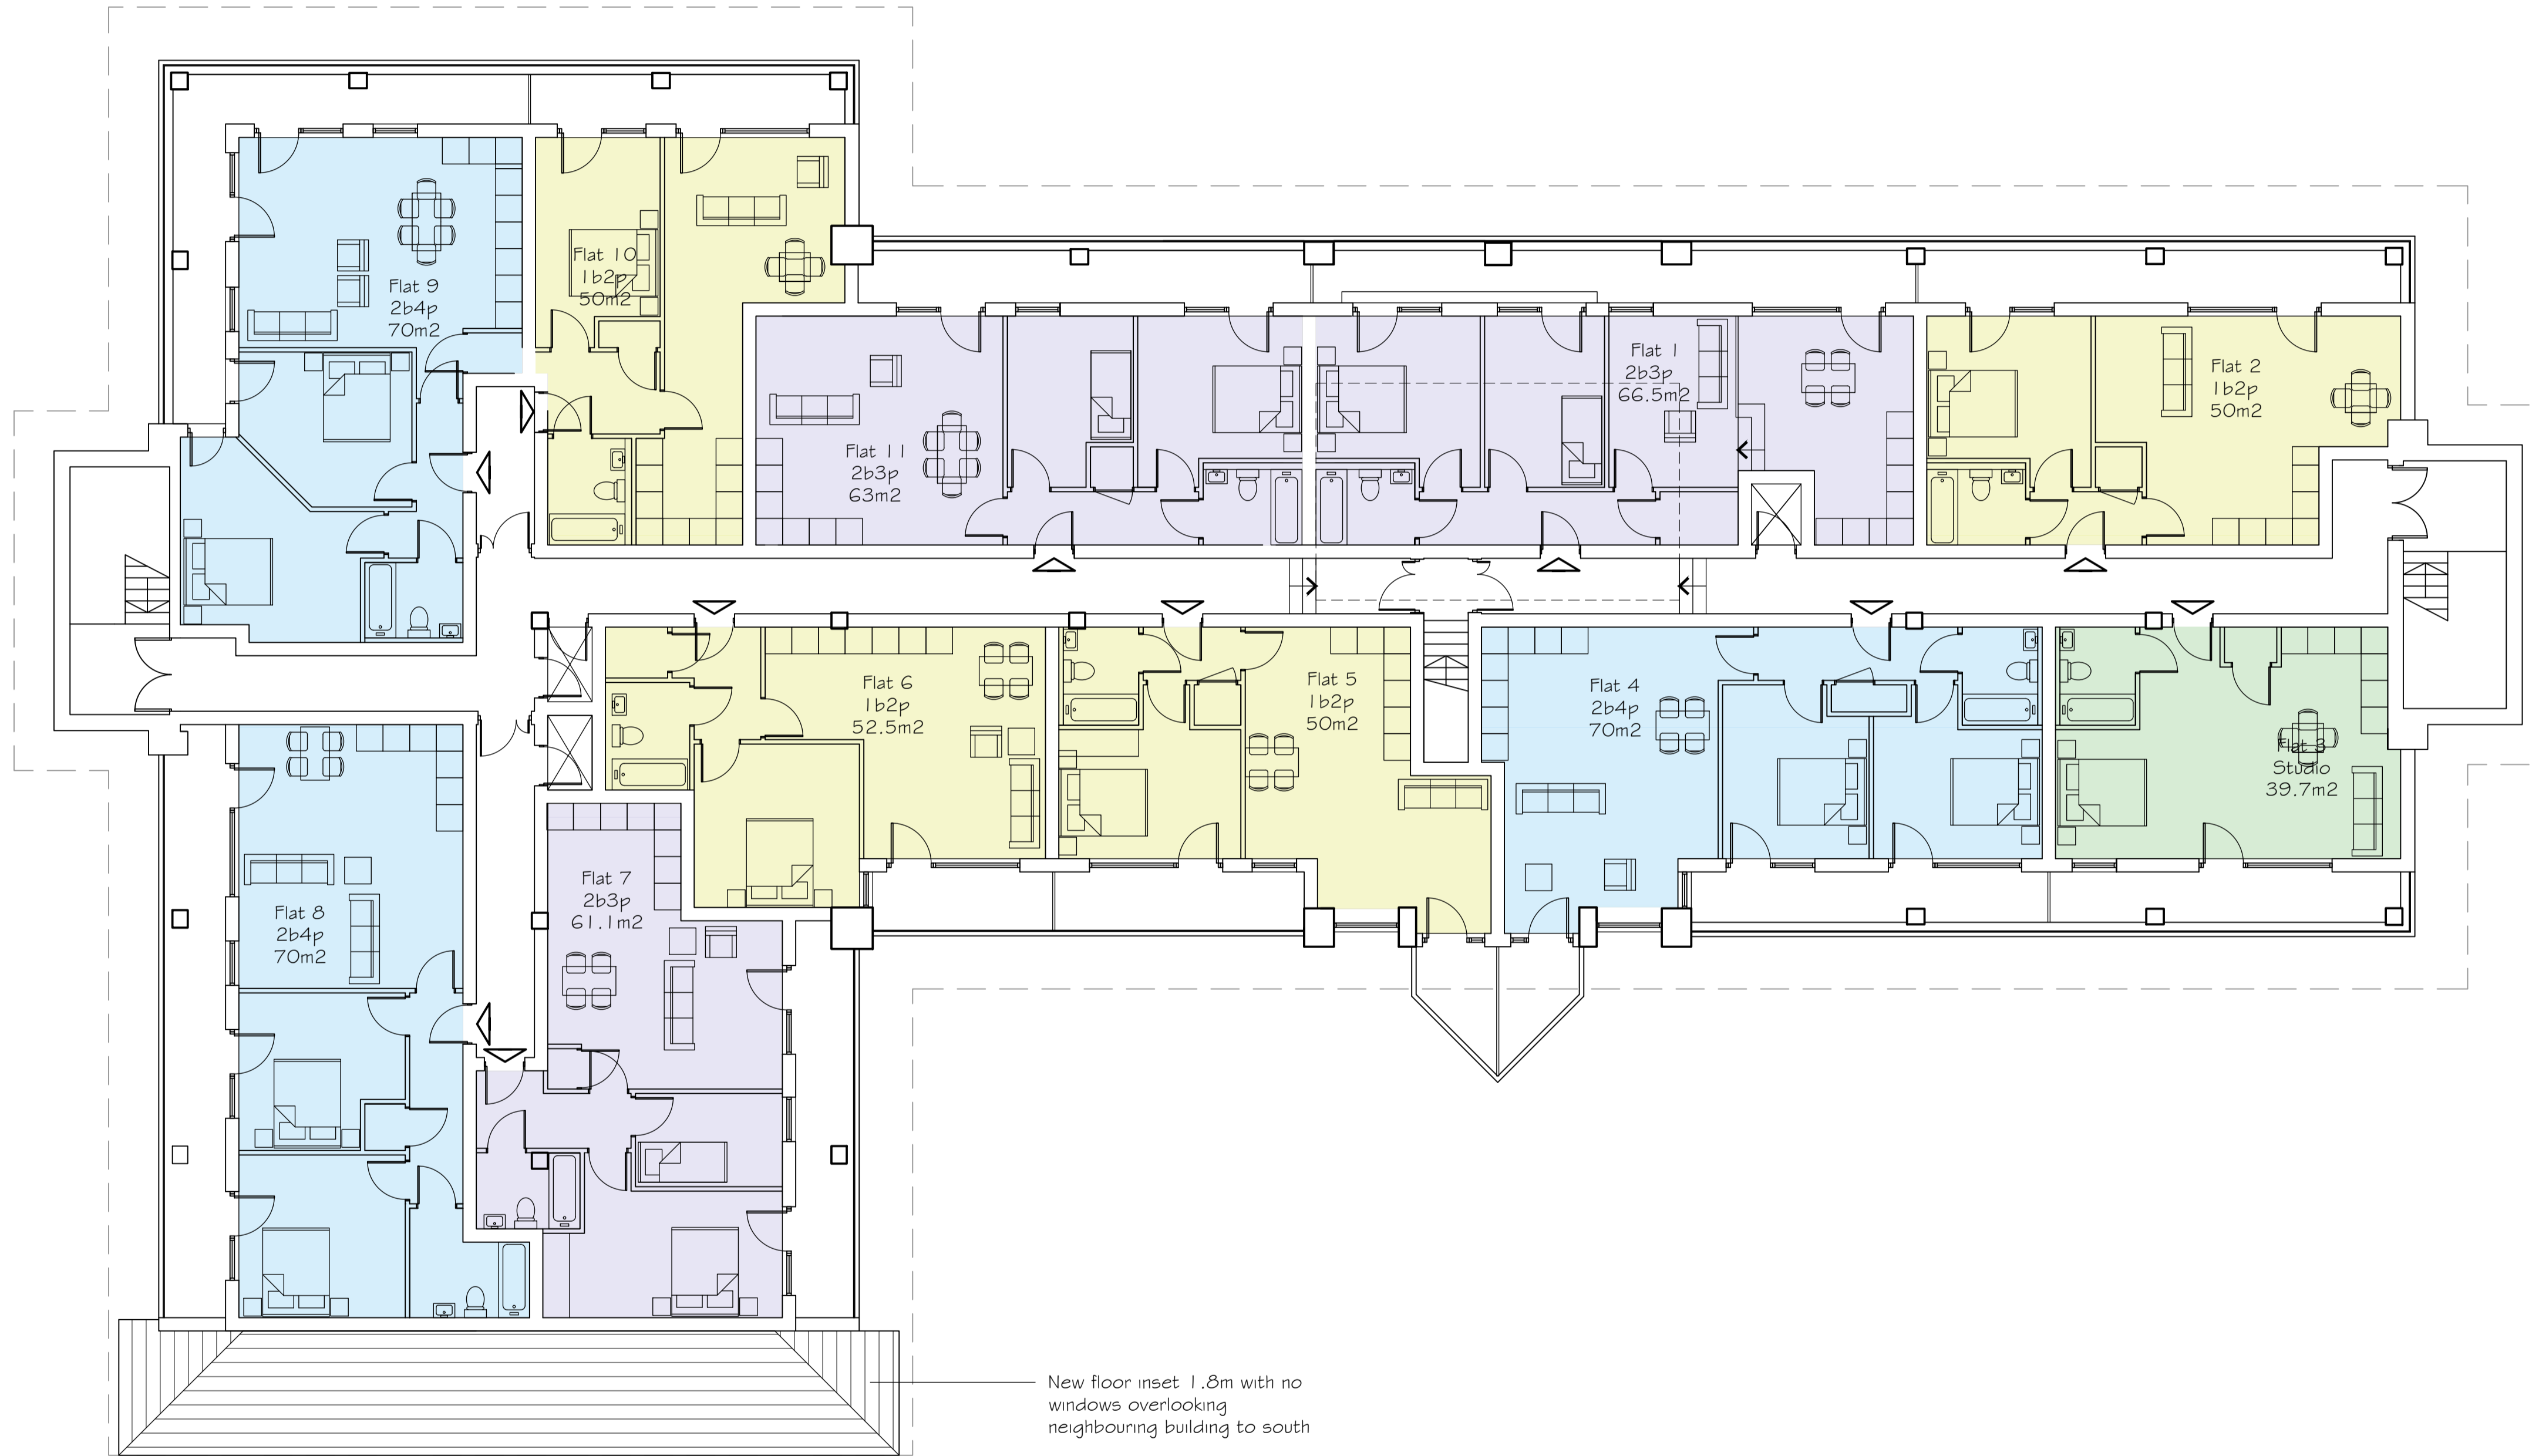 Flat 9
2b4p
70m2
Flat 10
1b2p
50m2
Flat 11
2b3p
63m2
Flat 1
2b3p
66.5m2
Flat 2
1b2p
50m2
Flat 6
1b2p
52.5m2
Flat 5
1b2p
50m2
Flat 4
2b4p
70m2
Flat 3
Studio
39.7m2
Flat 8
2b4p
70m2
Flat 7
2b3p
61.1m2
New floor inset 1.8m with no
windows overlooking
neighbouring building to south